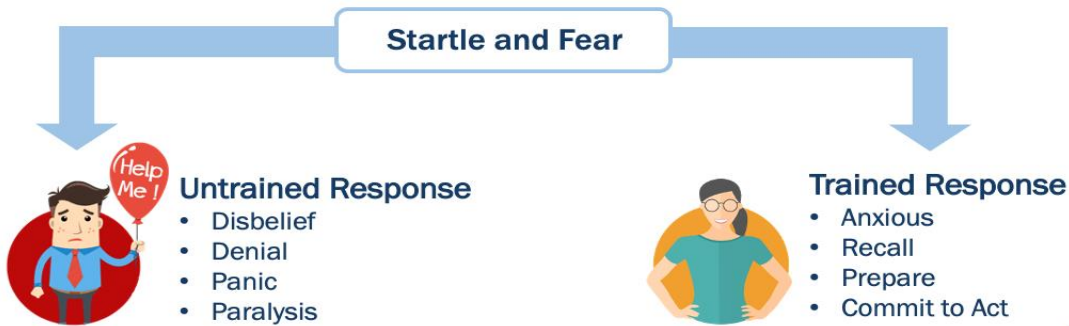 Startle and Fear
Help
Me !
Untrained Response
• Disbelief
• Denial
• Panic
• Paralysis
Trained Response
• Anxious
• Recall
• Prepare
• Commit to Act